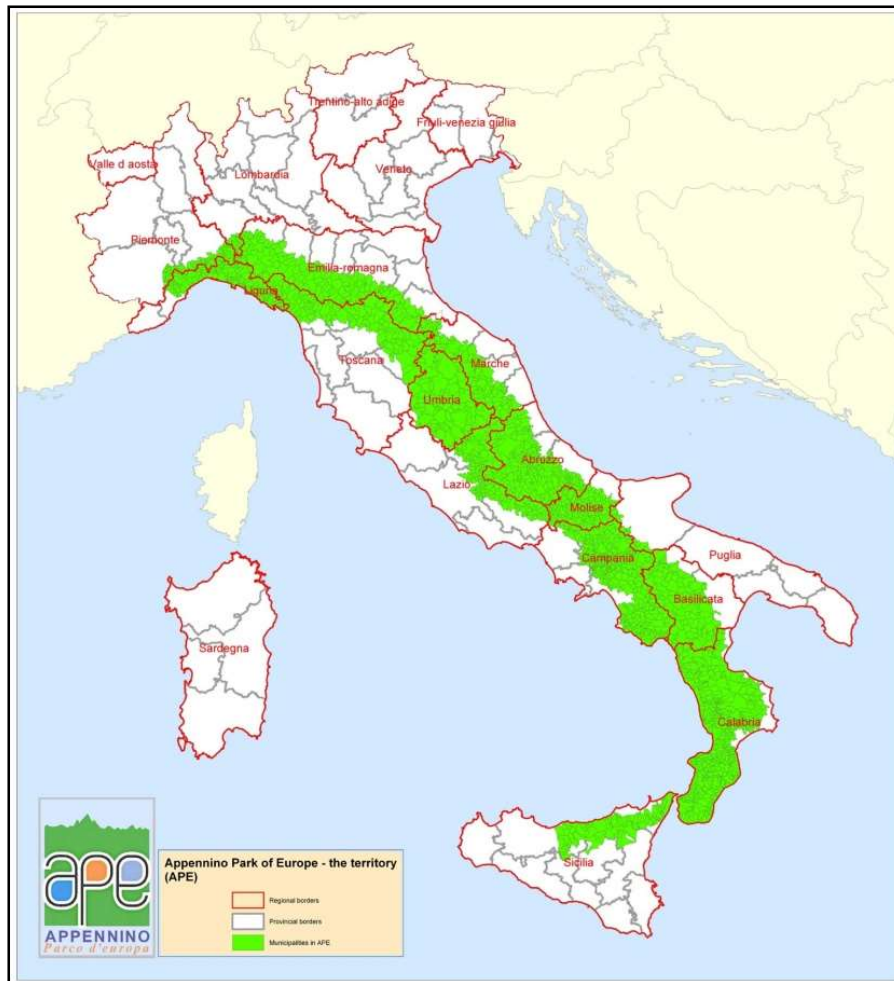 Trentino-alto adige
Friuli-venezia giulia
Valle d aosta
Lombardia
Veneto
Piemonte
Emilia-romagna
Liguria
Toscana
Marche
Umbria
Abruzzo
Lazio
Molise
Campania
Puglia
Basilicata
Sardegna
Calabria
Sicilia
ape
APPENNINO
Parco d'europa
Appennino Park of Europe - the territory
(APE)
Regional borders
Provincial borders
Municipalities in APE